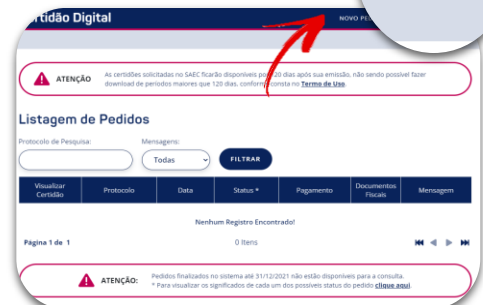 Certidão Digital
NOVO
ATENÇÃO
As certidões solicitadas no SAEC ficarão disponíveis por 120 dias após sua emissão, não sendo possível fazer
download de períodos maiores que 120 dias, conforme consta no Termo de Uso.
Listagem de Pedidos
Protocolo de Pesquisa: Mensagens:
Todas FILTRAR
Visualizar Certidão Protocolo Data Status * Pagamento Documentos Fiscais Mensagem
Nenhum Registro Encontrado!
Página 1 de 1 0 Itens
ATENÇÃO:
Pedidos finalizados no sistema até 31/12/2021 não estão disponíveis para a consulta.
* Para visualizar os significados de cada um dos possíveis status do pedido clique aqui.